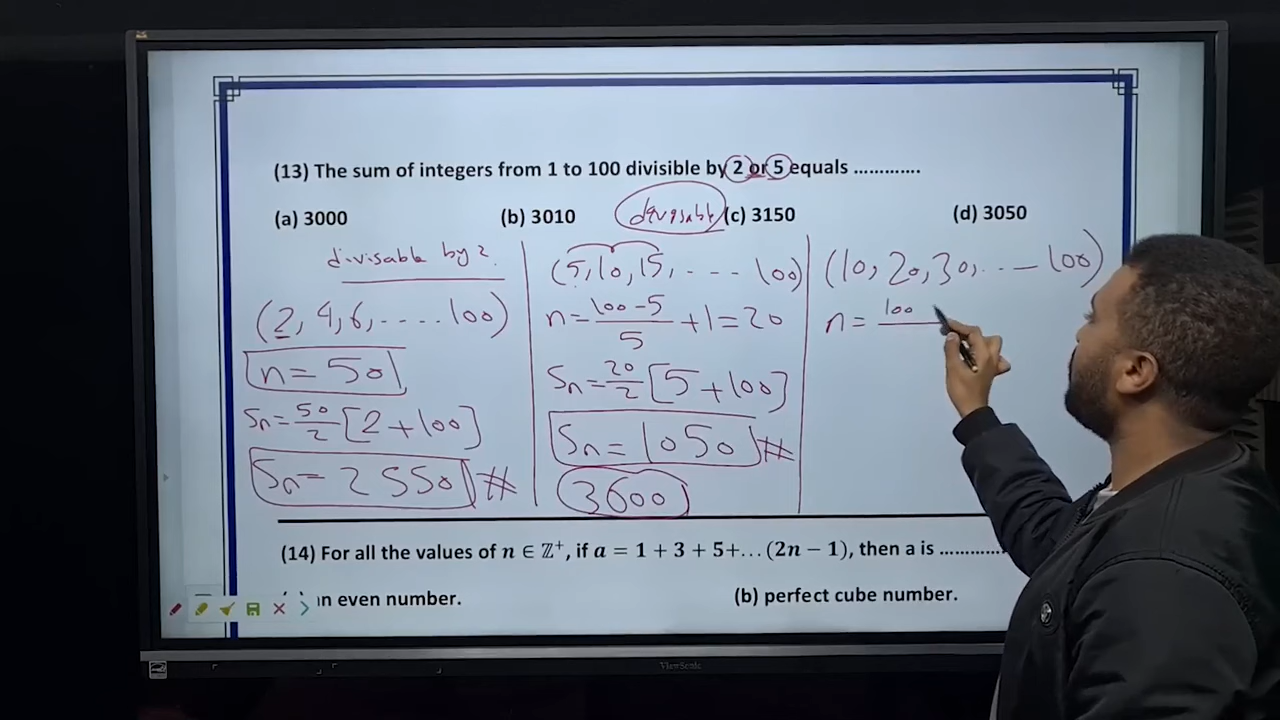 (13) The sum of integers from 1 to 100 divisible by 2 or 5 equals .............
(a) 3000 (b) 3010 (c) 3150 (d) 3050
divisable
divisable by 2.
(2, 4, 6, ..... 100)
n = 50
Sn = 50/2 [2 + 100]
Sn = 2550 #
(5, 10, 15, ..... 100)
n = 100 - 5/5 + 1 = 20
Sn = 20/2 [5 + 100]
Sn = 1050 #
3600
(10, 20, 30, ... 100)
n = 100
(14) For all the values of n ∈ ℤ⁺, if a = 1 + 3 + 5+... (2n − 1), then a is ............
an even number. (b) perfect cube number.
ViewSonic